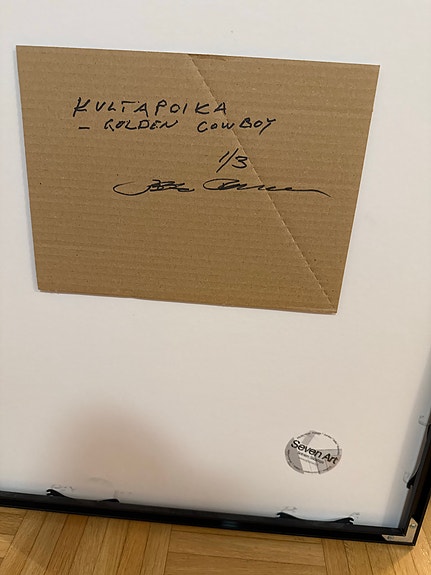 KULTAPOIKA
- GOLDEN COWBOY
1/3
Seven Art